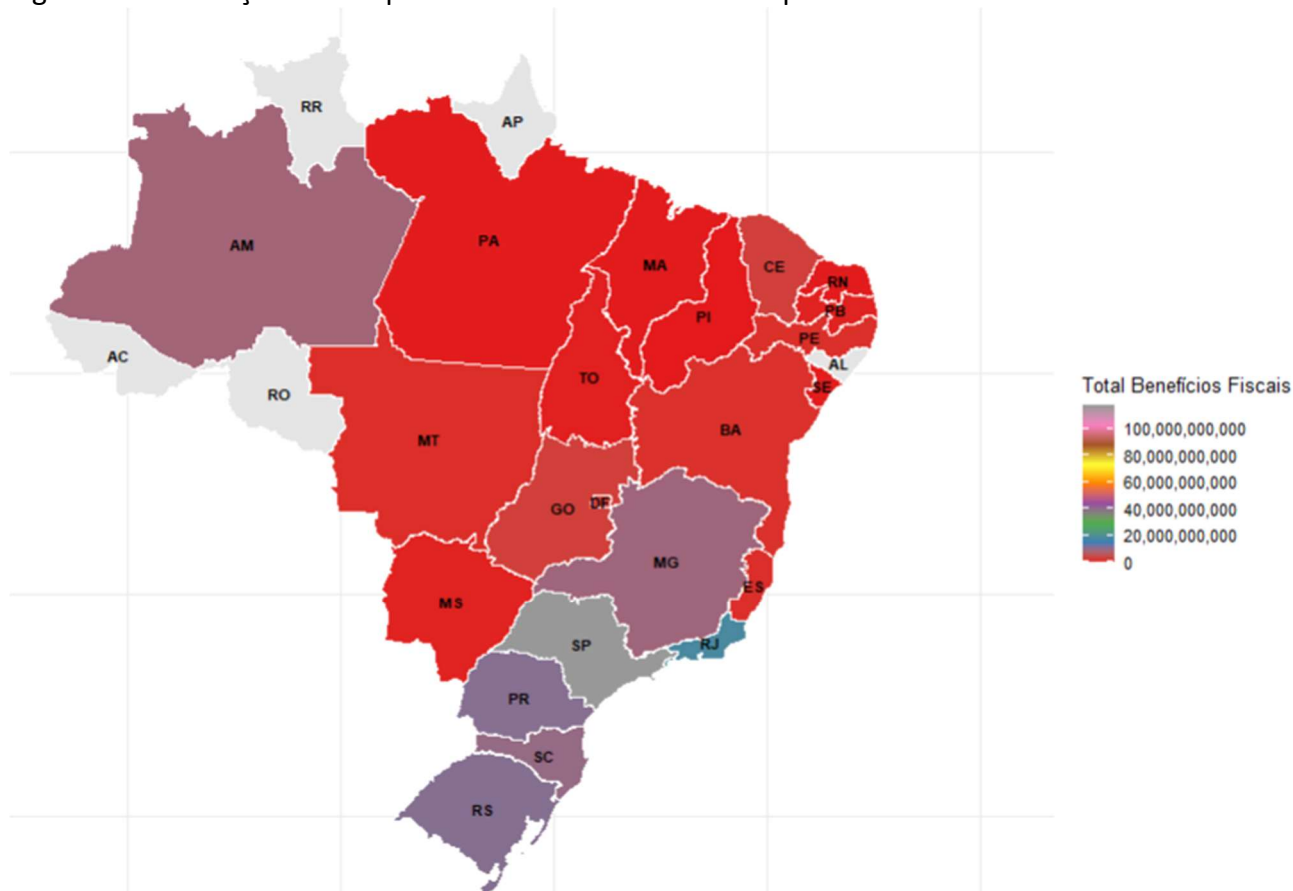 RR
AP
AM
PA
MA
CE
RN
PB
PI
PE
AC
AL
TO
SE
RO
BA
MT
GO
DF
MG
ES
MS
SP
RJ
PR
SC
RS
Total Benefícios Fiscais
100,000,000,000
80,000,000,000
60,000,000,000
40,000,000,000
20,000,000,000
0